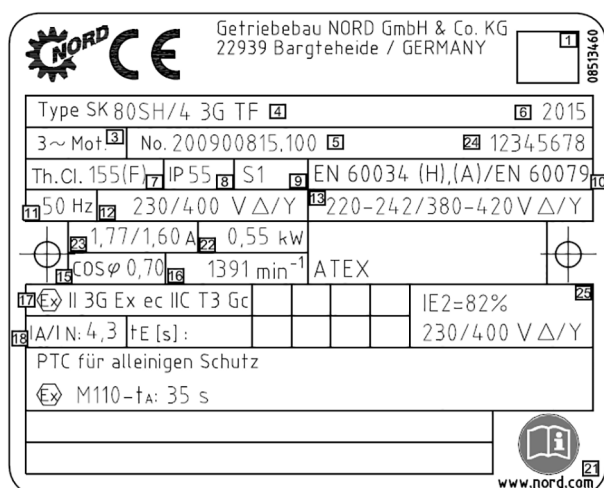 NORD CE Getriebebau NORD GmbH & Co. KG 1
22939 Bargteheide / GERMANY
08513460
Type SK 80SH/4 3G TF 4 6 2015
3~ Mot. 3 No. 200900815,100 5 24 12345678
Th.Cl. 155(F) 7 IP 55 8 S1 9 EN 60034 (H),(A)/EN 60079 10
11 50 Hz 12 230/400 V Δ/Y 13 220-242/380-420V Δ/Y
23 1,77/1,60 A 22 0,55 kW
15 COSφ 0,70 16 1391 min⁻¹ ATEX
17 Ex II 3G Ex ec IIC T3 Gc IE2=82% 25
18 IA/IN: 4,3 tE [s] : 230/400 V Δ/Y
PTC für alleinigen Schutz
Ex M110-tA: 35 s
i 21
www.nord.com